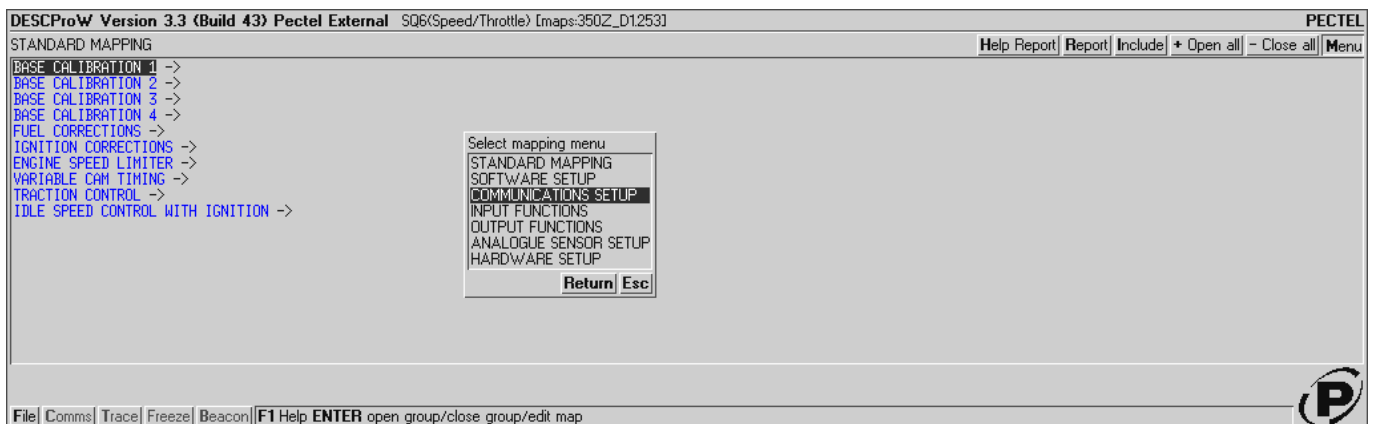 DESCProW Version 3.3 (Build 43) Pectel External SQ6(Speed/Throttle) [maps:350Z_D1253] PECTEL
STANDARD MAPPING Help Report Report Include + Open all - Close all Menu
BASE CALIBRATION 1 ->
BASE CALIBRATION 2 ->
BASE CALIBRATION 3 ->
BASE CALIBRATION 4 ->
FUEL CORRECTIONS ->
IGNITION CORRECTIONS ->
ENGINE SPEED LIMITER ->
VARIABLE CAM TIMING ->
TRACTION CONTROL ->
IDLE SPEED CONTROL WITH IGNITION ->
Select mapping menu
STANDARD MAPPING
SOFTWARE SETUP
COMMUNICATIONS SETUP
INPUT FUNCTIONS
OUTPUT FUNCTIONS
ANALOGUE SENSOR SETUP
HARDWARE SETUP
Return Esc
File Comms Trace Freeze Beacon F1 Help ENTER open group/close group/edit map
P